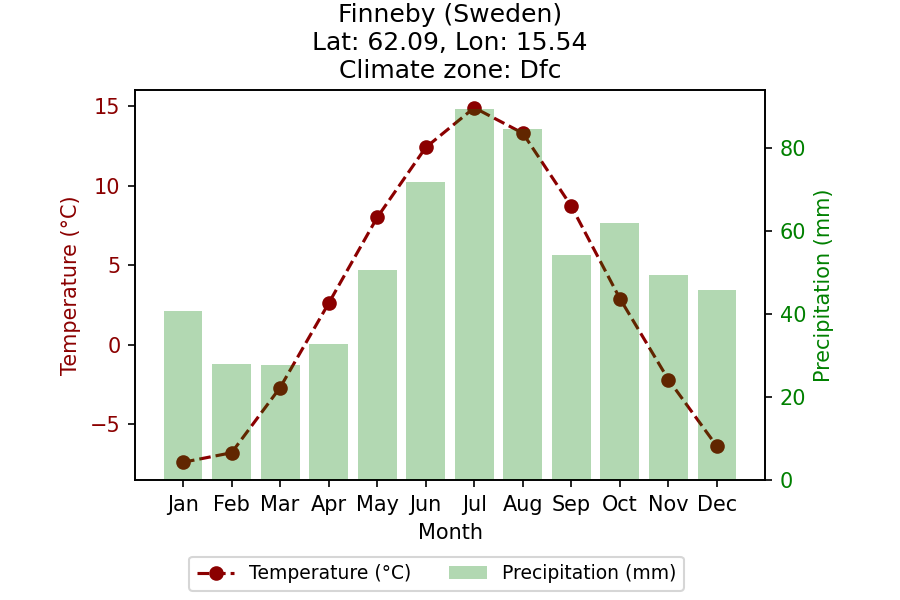 Finneby (Sweden)
Lat: 62.09, Lon: 15.54
Climate zone: Dfc
15
10
5
0
−5
Temperature (°C)
80
60
40
20
0
Precipitation (mm)
Jan Feb Mar Apr May Jun Jul Aug Sep Oct Nov Dec
Month
Temperature (°C) Precipitation (mm)